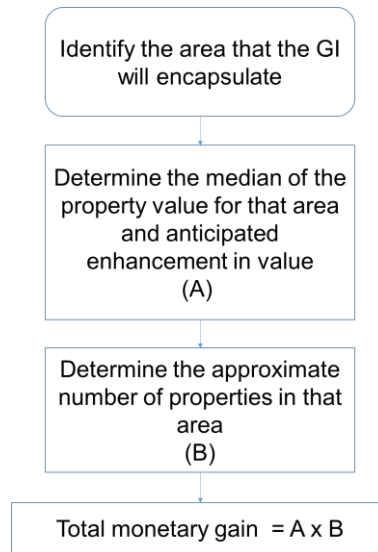 Identify the area that the GI
will encapsulate
Determine the median of the
property value for that area
and anticipated
enhancement in value
(A)
Determine the approximate
number of properties in that
area
(B)
Total monetary gain = A x B